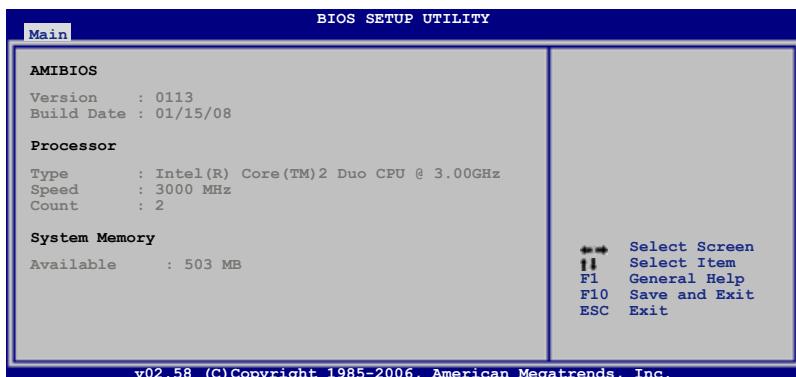 BIOS SETUP UTILITY
Main
AMIBIOS
Version : 0113
Build Date : 01/15/08
Processor
Type : Intel(R) Core(TM)2 Duo CPU @ 3.00GHz
Speed : 3000 MHz
Count : 2
System Memory
Available : 503 MB
←→ Select Screen
↑↓ Select Item
F1 General Help
F10 Save and Exit
ESC Exit
v02.58 (C)Copyright 1985-2006, American Megatrends, Inc.